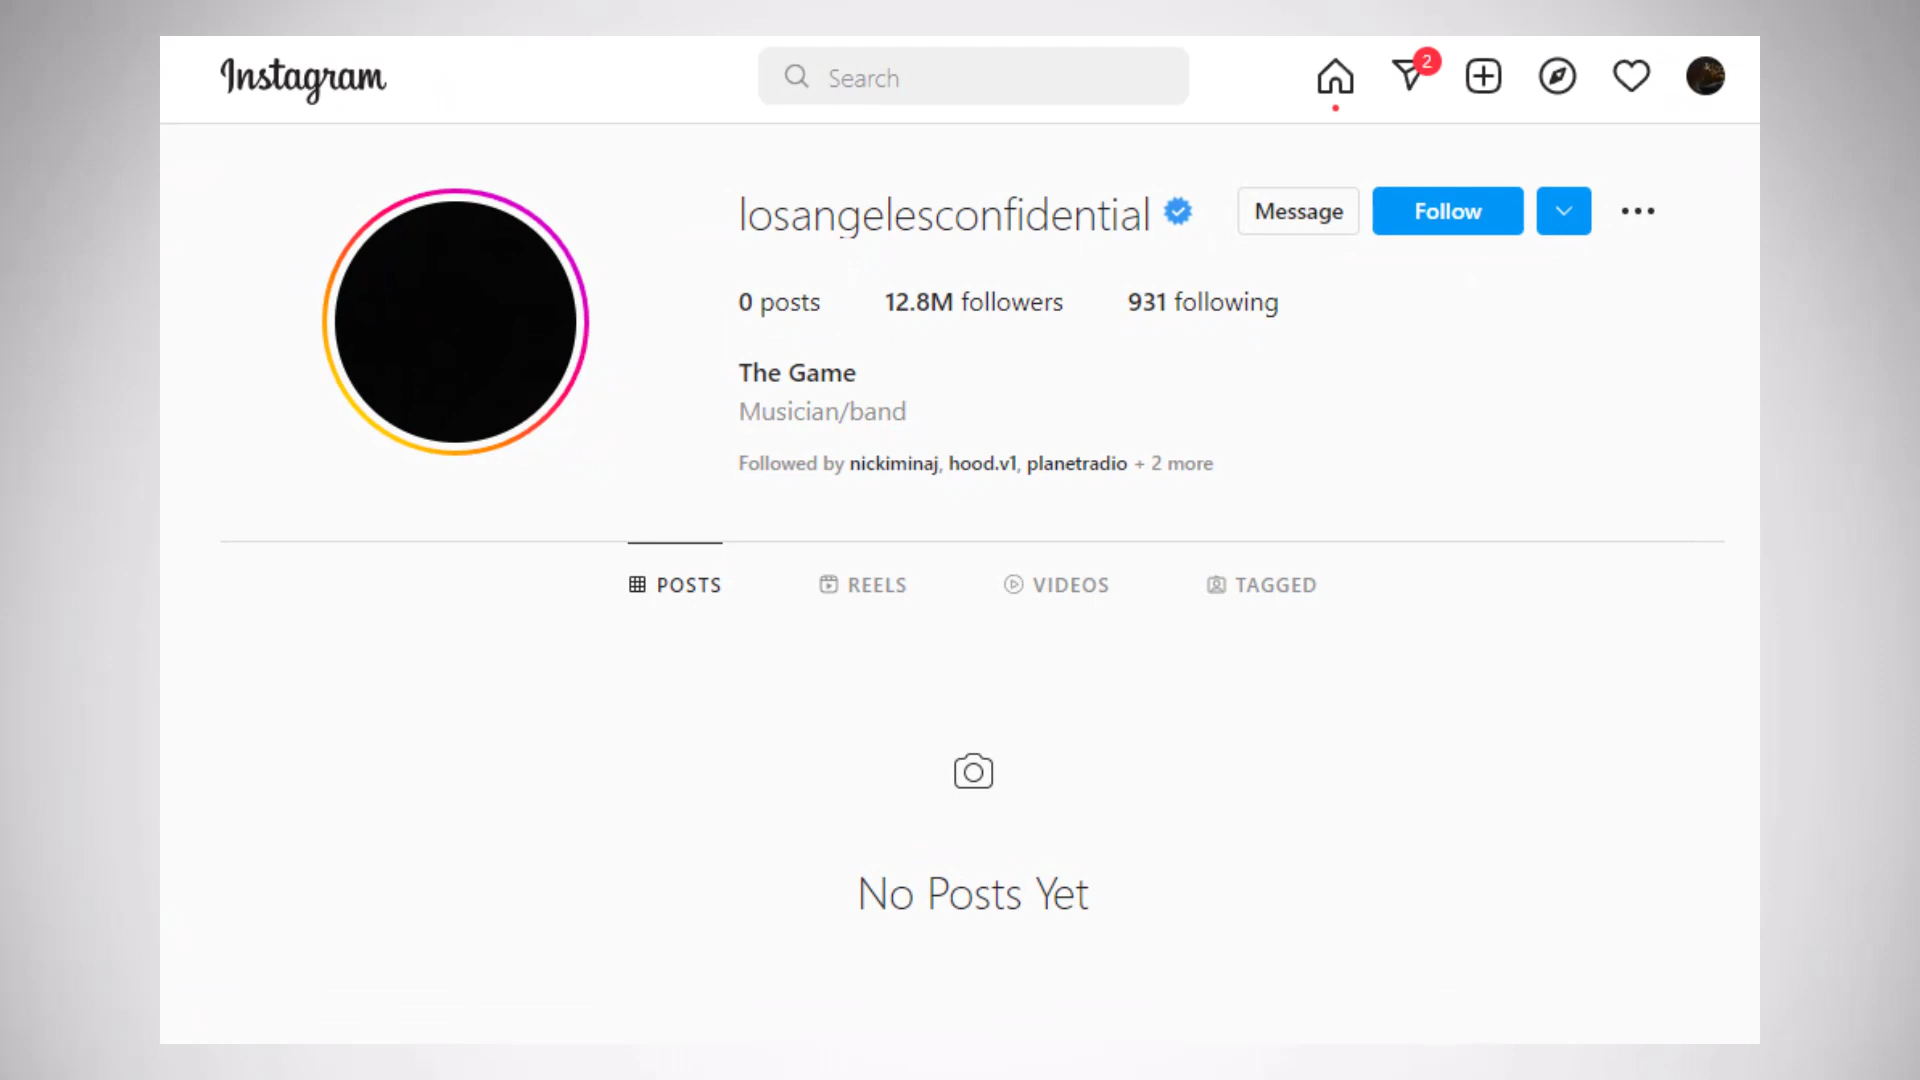 Instagram
Search
2
losangelesconfidential
Message
Follow
0 posts
12.8M followers
931 following
The Game
Musician/band
Followed by nickiminaj, hood.v1, planetradio + 2 more
POSTS
REELS
VIDEOS
TAGGED
No Posts Yet